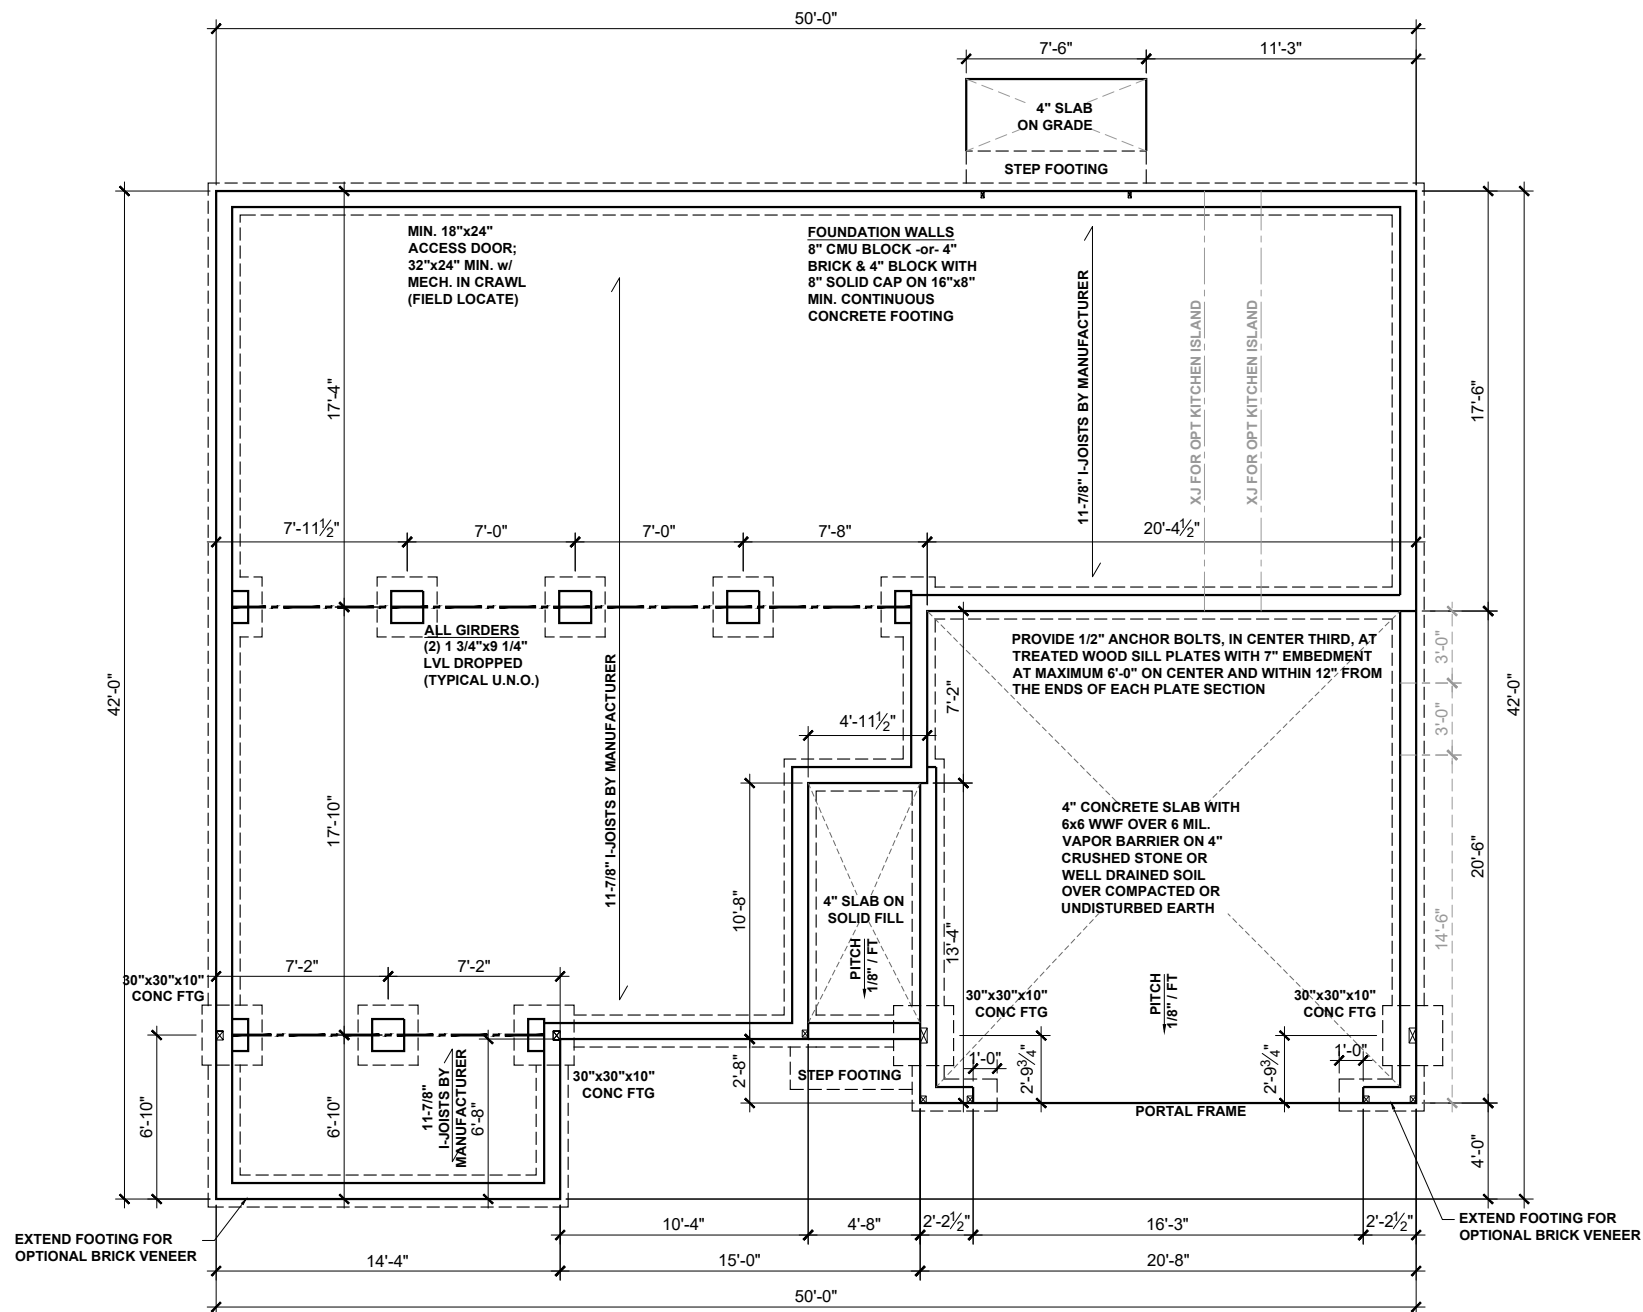 50'-0"
7'-6"
11'-3"
4" SLAB
ON GRADE
STEP FOOTING
MIN. 18"x24"
ACCESS DOOR;
32"x24" MIN. w/
MECH. IN CRAWL
(FIELD LOCATE)
FOUNDATION WALLS
8" CMU BLOCK -or- 4"
BRICK & 4" BLOCK WITH
8" SOLID CAP ON 16"x8"
MIN. CONTINUOUS
CONCRETE FOOTING
17'-4"
11-7/8" I-JOISTS BY MANUFACTURER
XJ FOR OPT KITCHEN ISLAND
XJ FOR OPT KITCHEN ISLAND
17'-6"
7'-11½"
7'-0"
7'-0"
7'-8"
20'-4½"
ALL GIRDERS
(2) 1 3/4"x9 1/4"
LVL DROPPED
(TYPICAL U.N.O.)
11-7/8" I-JOISTS BY MANUFACTURER
PROVIDE 1/2" ANCHOR BOLTS, IN CENTER THIRD, AT
TREATED WOOD SILL PLATES WITH 7" EMBEDMENT
AT MAXIMUM 6'-0" ON CENTER AND WITHIN 12" FROM
THE ENDS OF EACH PLATE SECTION
3'-0"
3'-0"
42'-0"
42'-0"
7'-2"
4'-11½"
17'-10"
4" CONCRETE SLAB WITH
6x6 WWF OVER 6 MIL.
VAPOR BARRIER ON 4"
CRUSHED STONE OR
WELL DRAINED SOIL
OVER COMPACTED OR
UNDISTURBED EARTH
20'-6"
10'-8"
4" SLAB ON
SOLID FILL
PITCH
1/8" / FT
13'-4"
14'-6"
7'-2"
7'-2"
30"x30"x10"
CONC FTG
30"x30"x10"
CONC FTG
PITCH
1/8" / FT
30"x30"x10"
CONC FTG
6'-10"
6'-10"
11-7/8"
I-JOISTS BY
MANUFACTURER
6'-8"
30"x30"x10"
CONC FTG
2'-8"
STEP FOOTING
1'-0"
2'-9¾"
2'-9¾"
1'-0"
PORTAL FRAME
4'-0"
EXTEND FOOTING FOR
OPTIONAL BRICK VENEER
10'-4"
4'-8"
2'-2½"
16'-3"
2'-2½"
EXTEND FOOTING FOR
OPTIONAL BRICK VENEER
14'-4"
15'-0"
20'-8"
50'-0"